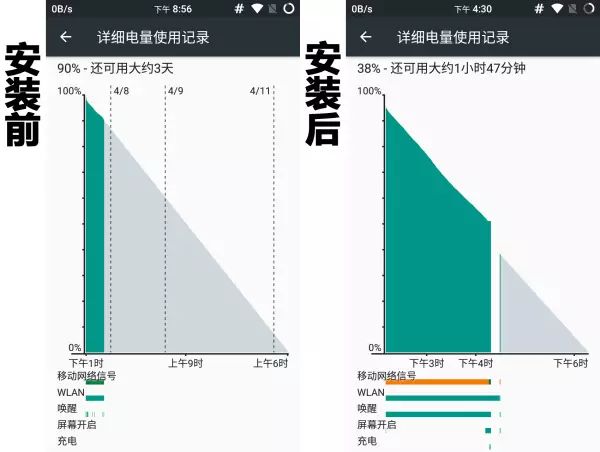 安装前
0B/s
下午 8:56
#
详细电量使用记录
90% - 还可用大约3天
100%
4/8
4/9
4/11
0%
下午1时
上午9时
上午6时
移动网络信号
WLAN
唤醒
屏幕开启
充电
安装后
0B/s
下午 4:30
#
详细电量使用记录
38% - 还可用大约1小时47分钟
100%
0%
下午3时
下午4时
下午6时
移动网络信号
WLAN
唤醒
屏幕开启
充电